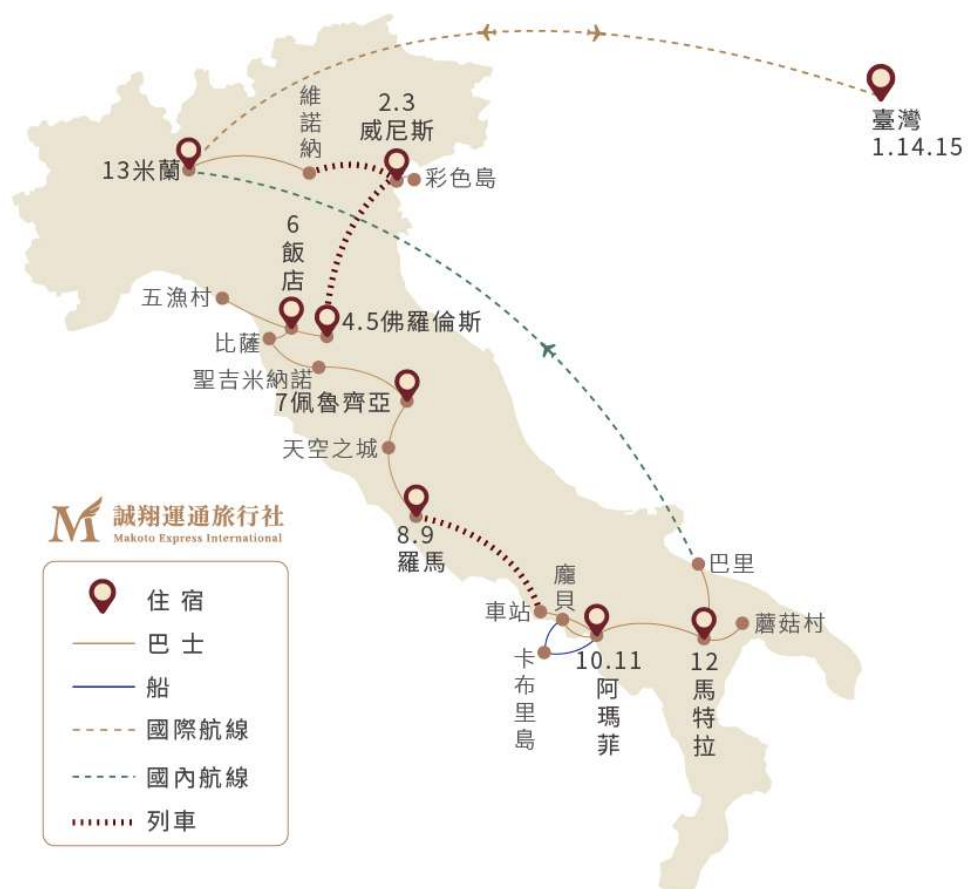 臺灣
1.14.15
維諾納
2.3
威尼斯
彩色島
13米蘭
6
飯店
五漁村
4.5佛羅倫斯
比薩
聖吉米納諾
7佩魯齊亞
天空之城
8.9
羅馬
車站
龐貝
卡布里島
10.11
阿瑪菲
12
馬特拉
巴里
蘑菇村
M 誠翔運通旅行社
Makoto Express International
住宿
巴士
船
國際航線
國內航線
列車